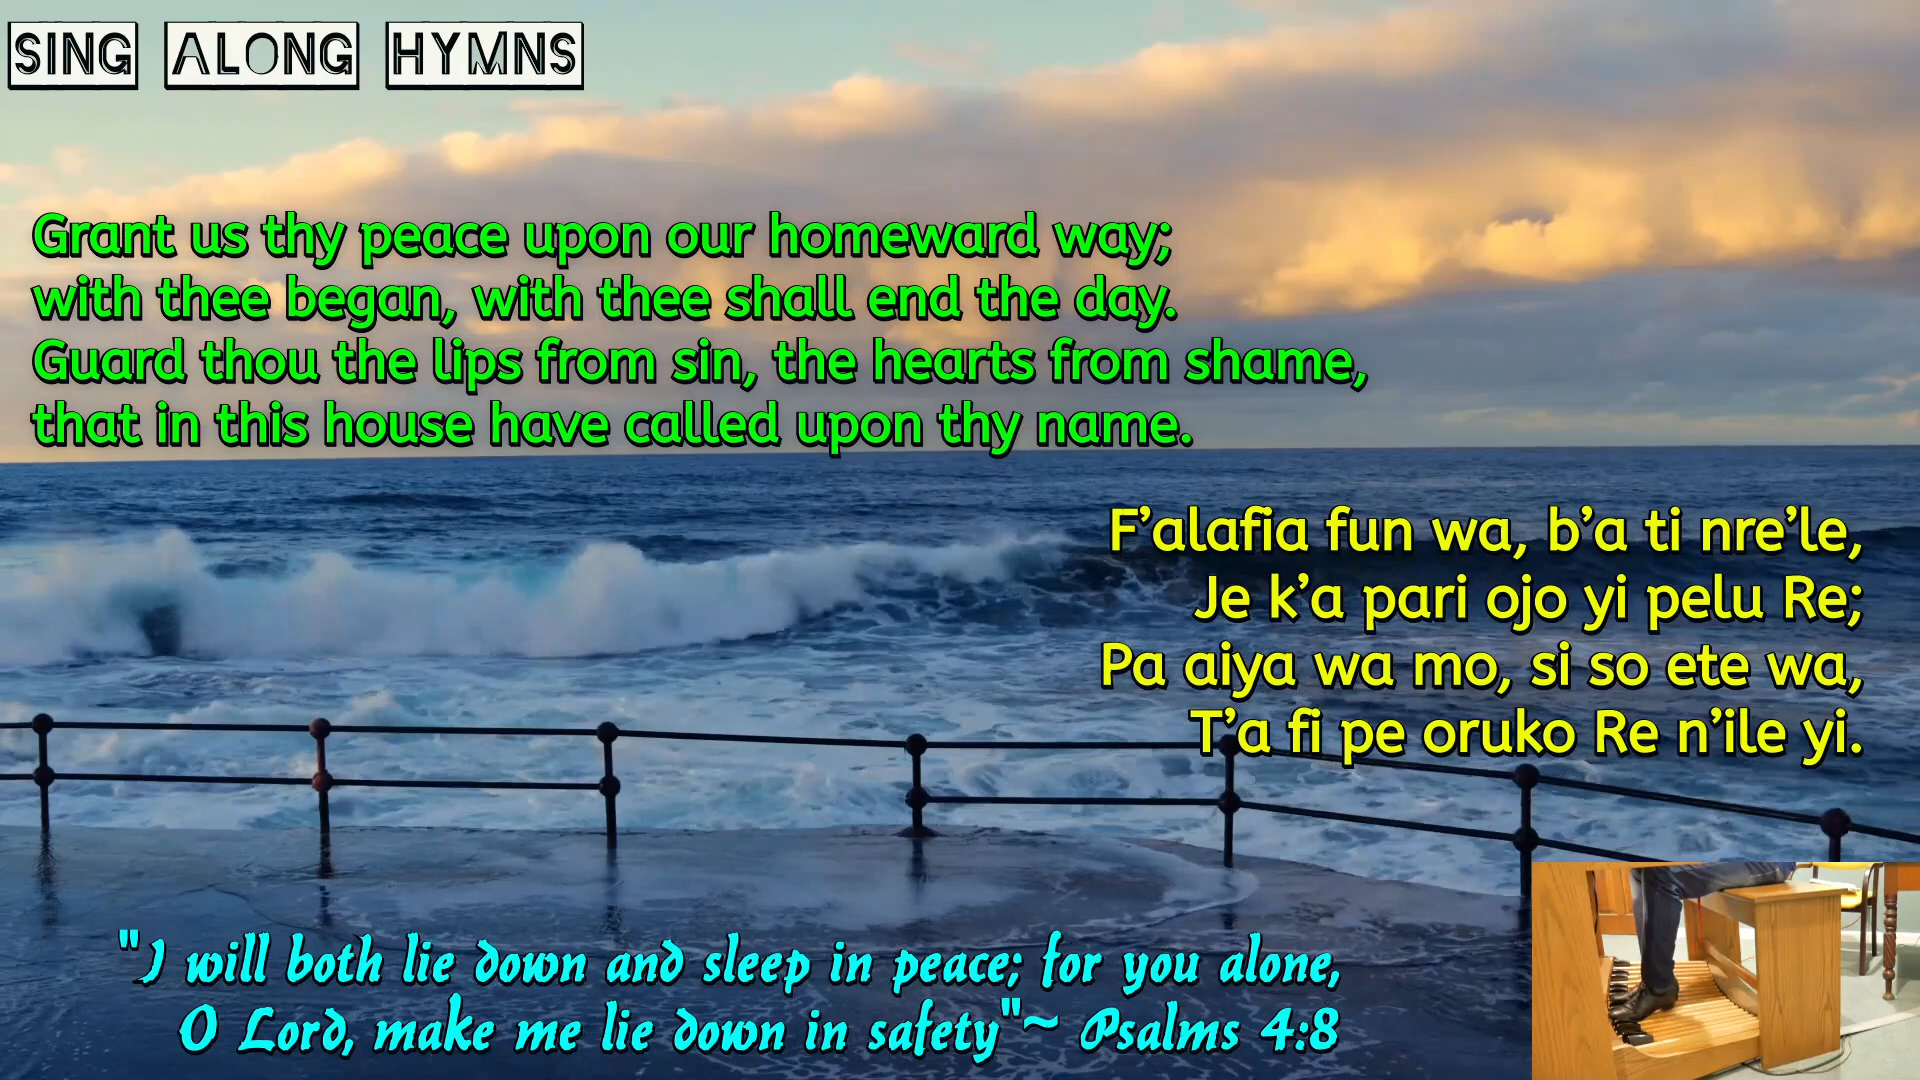 SING ALONG HYMNS
Grant us thy peace upon our homeward way;
with thee began, with thee shall end the day.
Guard thou the lips from sin, the hearts from shame,
that in this house have called upon thy name.
F’alafia fun wa, b’a ti nre’le,
Je k’a pari ojo yi pelu Re;
Pa aiya wa mo, si so ete wa,
T’a fi pe oruko Re n’ile yi.
"I will both lie down and sleep in peace; for you alone,
O Lord, make me lie down in safety"~ Psalms 4:8